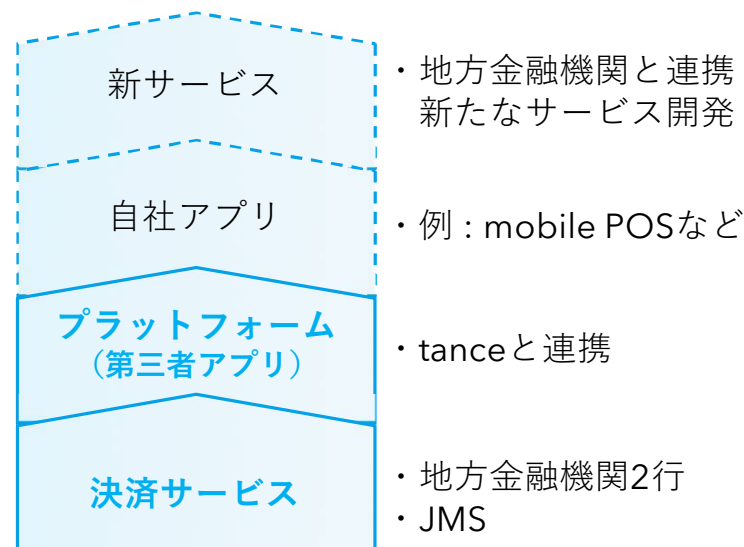 新サービス
・地方金融機関と連携
新たなサービス開発
自社アプリ
・例 : mobile POSなど
プラットフォーム
（第三者アプリ）
・tanceと連携
決済サービス
・地方金融機関2行
・JMS